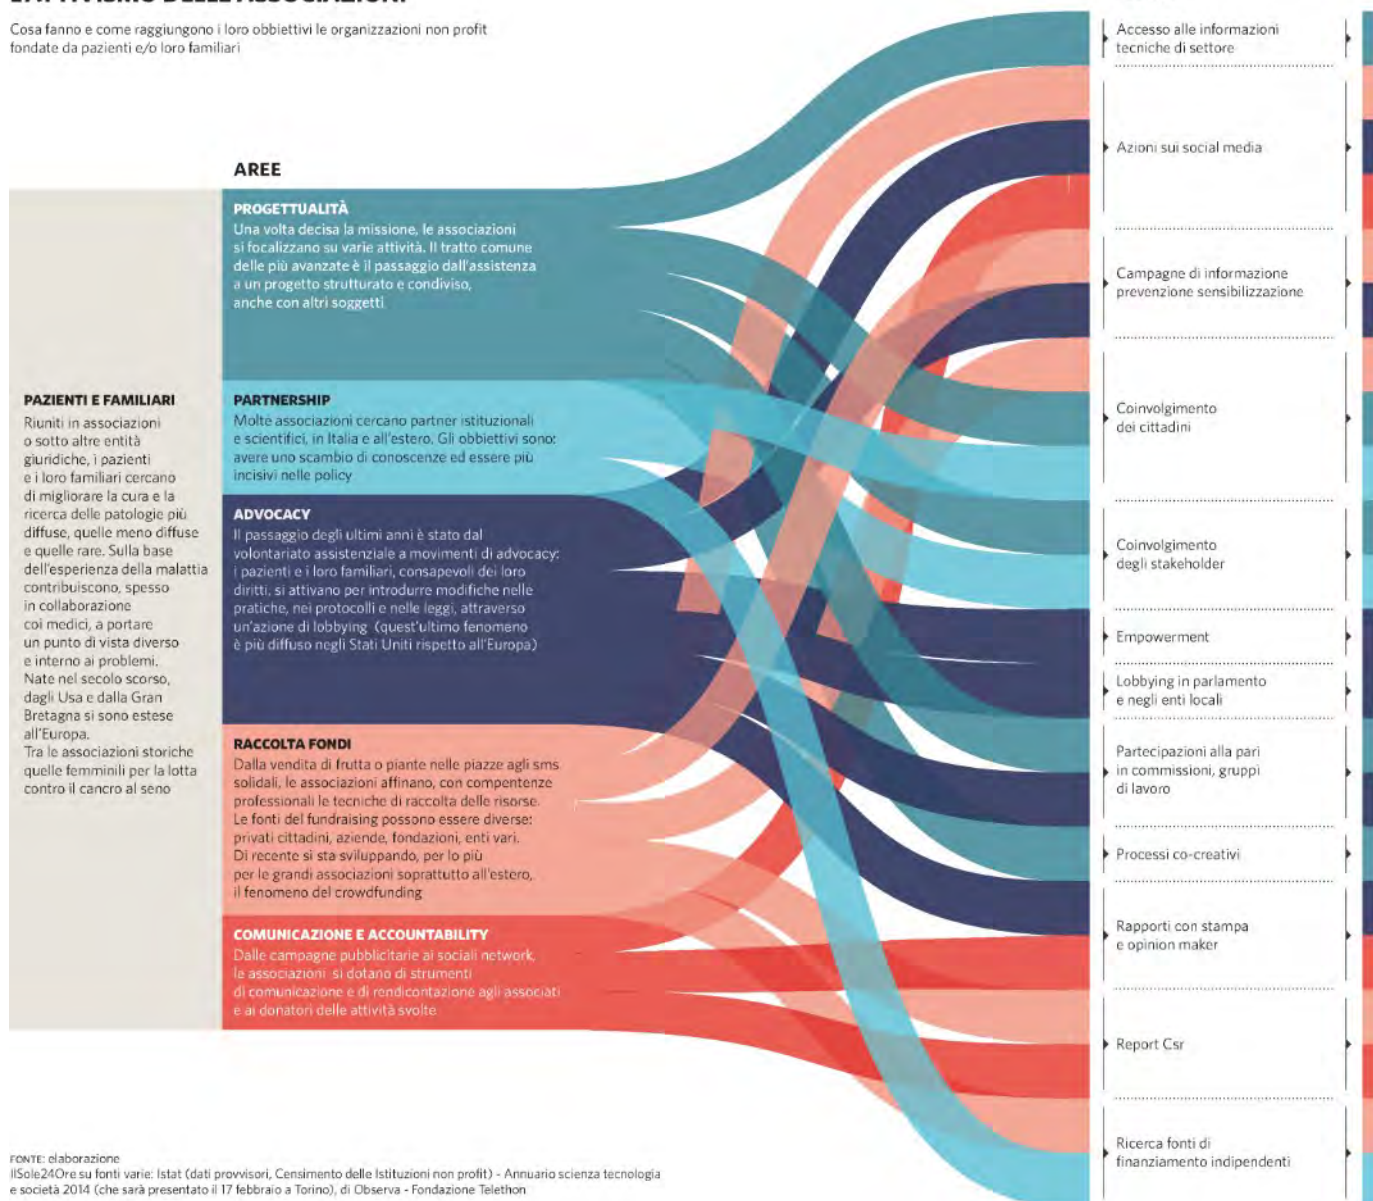 Cosa fanno e come raggiungono i loro obbiettivi le organizzazioni non profit
fondate da pazienti e/o loro familiari
AREE
PAZIENTI E FAMILIARI
Riuniti in associazioni
o sotto altre entità
giuridiche, i pazienti
e i loro familiari cercano
di migliorare la cura e la
ricerca delle patologie più
diffuse, quelle meno diffuse
e quelle rare. Sulla base
dell'esperienza della malattia
contribuiscono, spesso
in collaborazione
coi medici, a portare
un punto di vista diverso
e interno ai problemi.
Nate nel secolo scorso,
dagli Usa e dalla Gran
Bretagna si sono estese
all'Europa.
Tra le associazioni storiche
quelle femminili per la lotta
contro il cancro al seno
PROGETTUALITÀ
Una volta decisa la missione, le associazioni
si focalizzano su varie attività. Il tratto comune
delle più avanzate è il passaggio dall'assistenza
a un progetto strutturato e condiviso,
anche con altri soggetti
PARTNERSHIP
Molte associazioni cercano partner istituzionali
e scientifici, in Italia e all'estero. Gli obbiettivi sono:
avere uno scambio di conoscenze ed essere più
incisivi nelle policy
ADVOCACY
Il passaggio degli ultimi anni è stato dal
volontariato assistenziale a movimenti di advocacy:
i pazienti e i loro familiari, consapevoli dei loro
diritti, si attivano per introdurre modifiche nelle
pratiche, nei protocolli e nelle leggi, attraverso
un'azione di lobbying (quest'ultimo fenomeno
è più diffuso negli Stati Uniti rispetto all'Europa)
RACCOLTA FONDI
Dalla vendita di frutta o piante nelle piazze agli sms
solidali, le associazioni affinano, con compentenze
professionali le tecniche di raccolta delle risorse.
Le fonti del fundraising possono essere diverse:
privati cittadini, aziende, fondazioni, enti vari.
Di recente si sta sviluppando, per lo più
per le grandi associazioni soprattutto all'estero,
il fenomeno del crowdfunding
COMUNICAZIONE E ACCOUNTABILITY
Dalle campagne pubblicitarie ai sociali network,
le associazioni si dotano di strumenti
di comunicazione e di rendicontazione agli associati
e ai donatori delle attività svolte
Accesso alle informazioni
tecniche di settore
Azioni sui social media
Campagne di informazione
prevenzione sensibilizzazione
Coinvolgimento
dei cittadini
Coinvolgimento
degli stakeholder
Empowerment
Lobbying in parlamento
e negli enti locali
Partecipazioni alla pari
in commissioni, gruppi
di lavoro
Processi co-creativi
Rapporti con stampa
e opinion maker
Report Csr
Ricerca fonti di
finanziamento indipendenti
FONTE: elaborazione
IlSole24Ore su fonti varie: Istat (dati provvisori, Censimento delle Istituzioni non profit) - Annuario scienza tecnologia
e società 2014 (che sarà presentato il 17 febbraio a Torino), di Observa - Fondazione Telethon